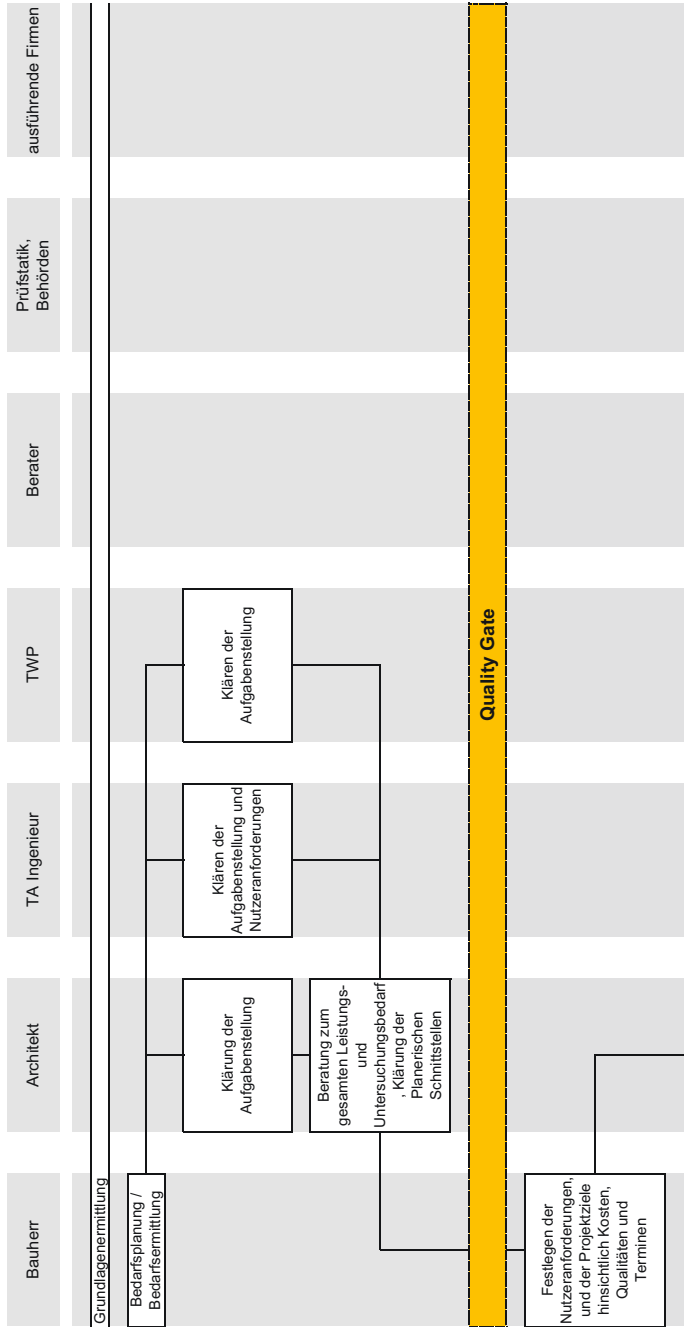 Bauherr
Architekt
TA Ingenieur
TWP
Berater
Prüfstatik,
Behörden
ausführende Firmen
Grundlagenermittlung
Bedarfsplanung /
Bedarfsermittlung
Klärung der
Aufgabenstellung
Klären der
Aufgabenstellung und
Nutzeranforderungen
Klären der
Aufgabenstellung
Beratung zum
gesamten Leistungs-
und
Untersuchungsbedarf
, Klärung der
Planerischen
Schnittstellen
Quality Gate
Festlegen der
Nutzeranforderungen,
und der Projektziele
hinsichtlich Kosten,
Qualitäten und
Terminen